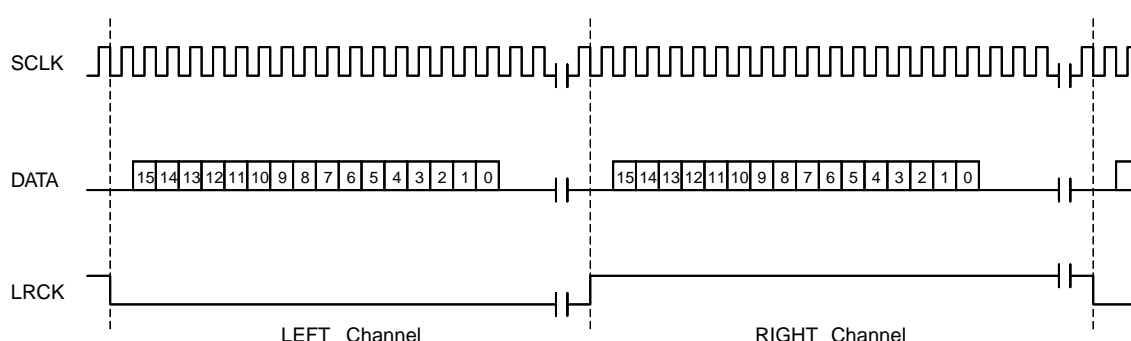 SCLK
DATA
15 14 13 12 11 10 9 8 7 6 5 4 3 2 1 0
15 14 13 12 11 10 9 8 7 6 5 4 3 2 1 0
LRCK
LEFT Channel
RIGHT Channel